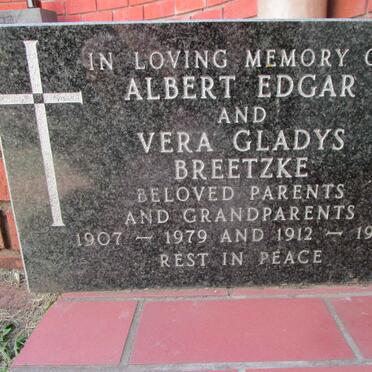 IN LOVING MEMORY
ALBERT EDGAR
AND
VERA GLADYS
BREETZKE
BELOVED PARENTS
AND GRANDPARENTS
1907 – 1979 AND 1912 –
REST IN PEACE